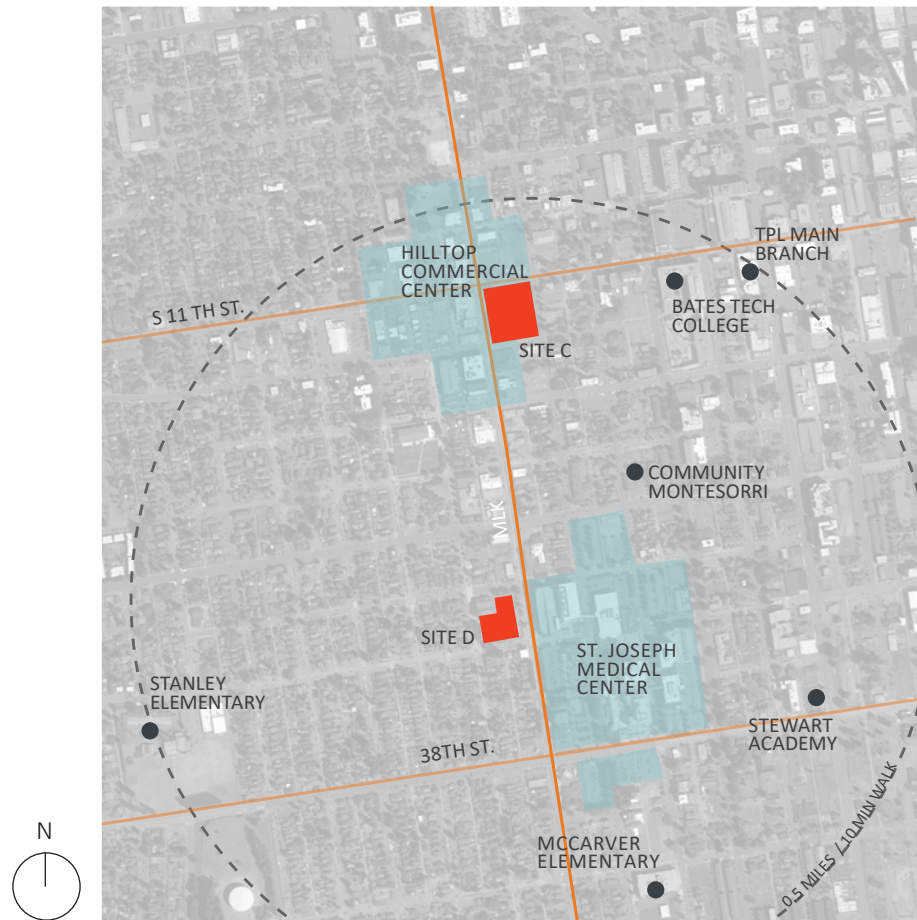 HILLTOP
COMMERCIAL
CENTER
TPL MAIN
BRANCH
BATES TECH
COLLEGE
S 11 TH ST.
SITE C
COMMUNITY
MONTESORRI
MLK
SITE D
ST. JOSEPH
MEDICAL
CENTER
STANLEY
ELEMENTARY
STEWART
ACADEMY
38TH ST.
0.5 MILES / 10 MIN WALK
N
MCCARVER
ELEMENTARY